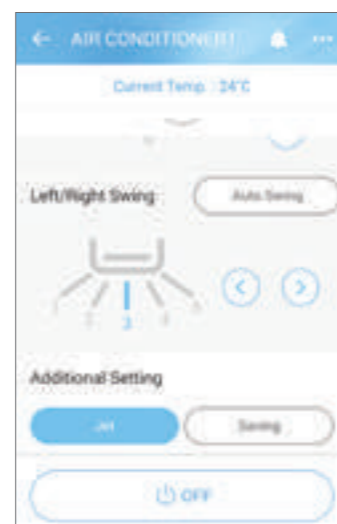 AIR CONDITIONER1
Current Temp. : 24°C
Left/Right Swing
Auto Swing
1 2 3 4 5
Additional Setting
Jet
Saving
OFF